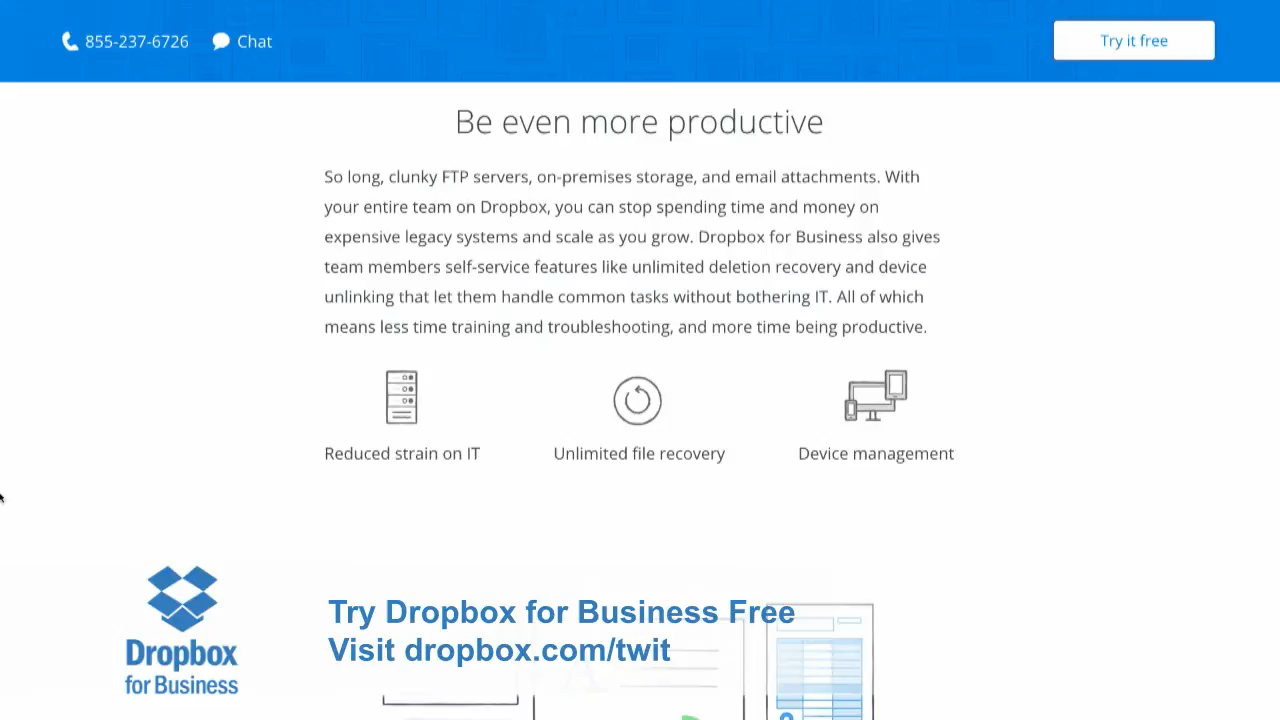 855-237-6726 Chat Try it free
Be even more productive
So long, clunky FTP servers, on-premises storage, and email attachments. With
your entire team on Dropbox, you can stop spending time and money on
expensive legacy systems and scale as you grow. Dropbox for Business also gives
team members self-service features like unlimited deletion recovery and device
unlinking that let them handle common tasks without bothering IT. All of which
means less time training and troubleshooting, and more time being productive.
Reduced strain on IT Unlimited file recovery Device management
Try Dropbox for Business Free
Visit dropbox.com/twit
Dropbox
for Business